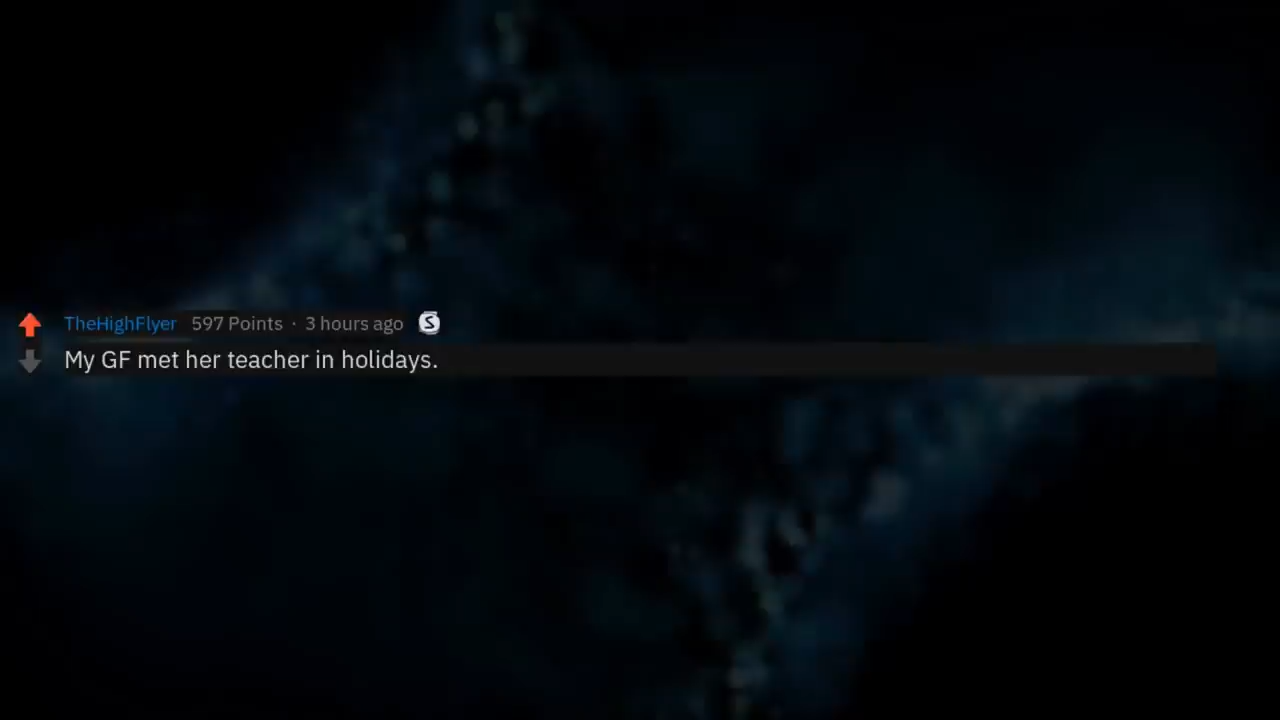 TheHighFlyer 597 Points · 3 hours ago S
My GF met her teacher in holidays.